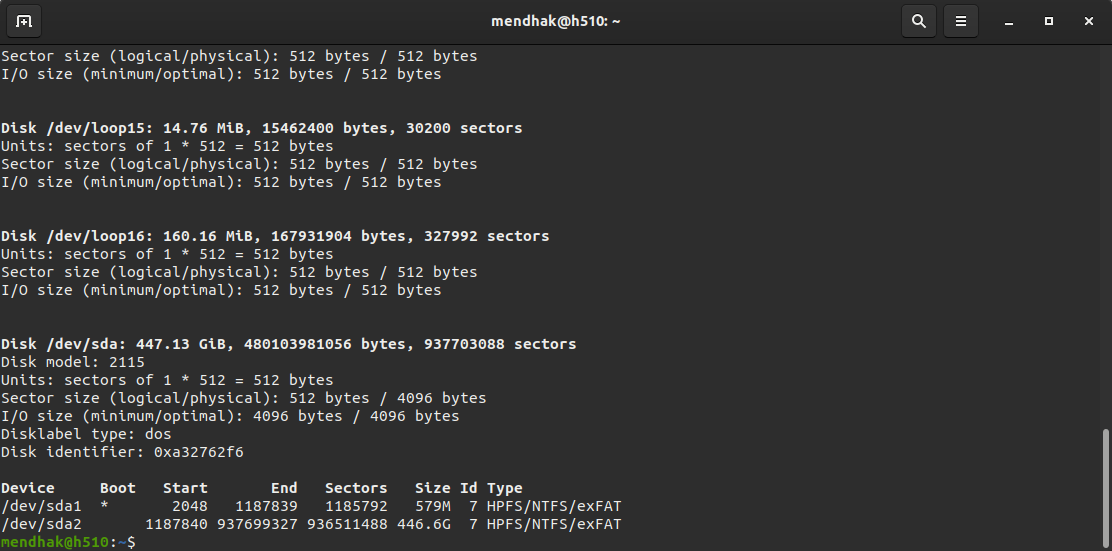 mendhak@h510: ~
Sector size (logical/physical): 512 bytes / 512 bytes
I/O size (minimum/optimal): 512 bytes / 512 bytes
Disk /dev/loop15: 14.76 MiB, 15462400 bytes, 30200 sectors
Units: sectors of 1 * 512 = 512 bytes
Sector size (logical/physical): 512 bytes / 512 bytes
I/O size (minimum/optimal): 512 bytes / 512 bytes
Disk /dev/loop16: 160.16 MiB, 167931904 bytes, 327992 sectors
Units: sectors of 1 * 512 = 512 bytes
Sector size (logical/physical): 512 bytes / 512 bytes
I/O size (minimum/optimal): 512 bytes / 512 bytes
Disk /dev/sda: 447.13 GiB, 480103981056 bytes, 937703088 sectors
Disk model: 2115
Units: sectors of 1 * 512 = 512 bytes
Sector size (logical/physical): 512 bytes / 4096 bytes
I/O size (minimum/optimal): 4096 bytes / 4096 bytes
Disklabel type: dos
Disk identifier: 0xa32762f6
Device     Boot   Start       End   Sectors   Size Id Type
/dev/sda1  *       2048   1187839   1185792   579M  7 HPFS/NTFS/exFAT
/dev/sda2       1187840 937699327 936511488 446.6G  7 HPFS/NTFS/exFAT
mendhak@h510:~$